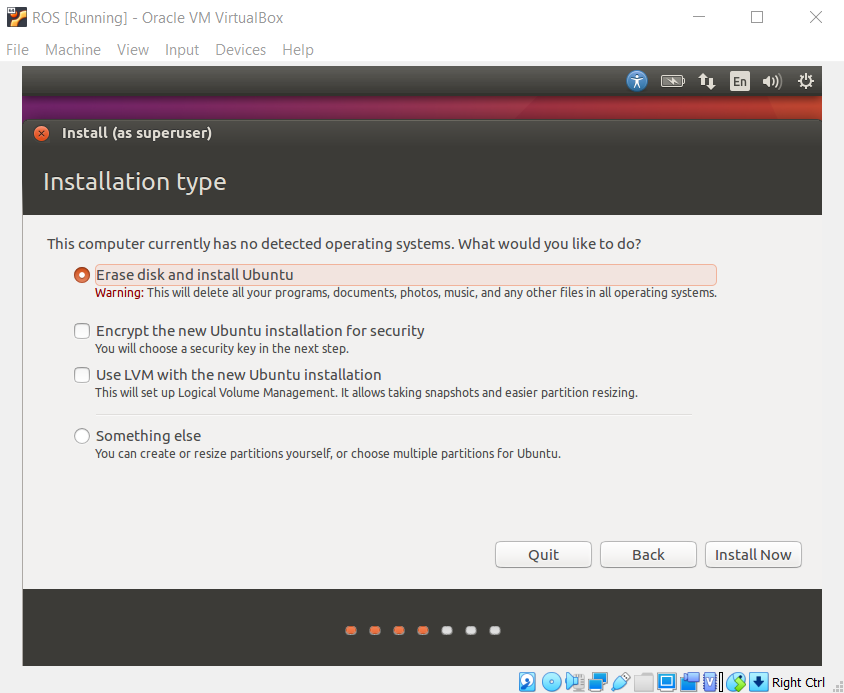 ROS [Running] - Oracle VM VirtualBox
File Machine View Input Devices Help
En
Install (as superuser)
Installation type
This computer currently has no detected operating systems. What would you like to do?
Erase disk and install Ubuntu
Warning: This will delete all your programs, documents, photos, music, and any other files in all operating systems.
Encrypt the new Ubuntu installation for security
You will choose a security key in the next step.
Use LVM with the new Ubuntu installation
This will set up Logical Volume Management. It allows taking snapshots and easier partition resizing.
Something else
You can create or resize partitions yourself, or choose multiple partitions for Ubuntu.
Quit Back Install Now
Right Ctrl